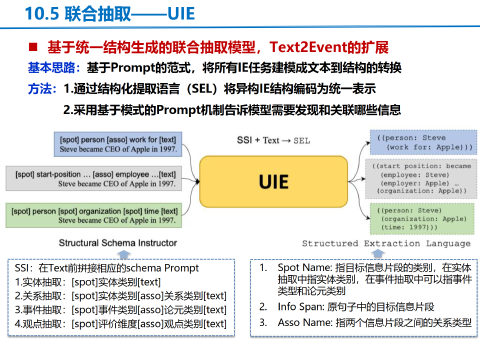 10.5 联合抽取——UIE
■ 基于统一结构生成的联合抽取模型，Text2Event的扩展
基本思路：基于Prompt的范式，将所有IE任务建模成文本到结构的转换
方法：1.通过结构化提取语言（SEL）将异构IE结构编码为统一表示
2.采用基于模式的Prompt机制告诉模型需要发现和关联哪些信息
[spot] person [asso] work for [text]
Steve became CEO of Apple in 1997.
[spot] start-position … [asso] employee …[text]
Steve became CEO of Apple in 1997.
[spot] person [spot] organization [spot] time [text]
Steve became CEO of Apple in 1997.
Structural Schema Instructor
SSI + Text → SEL
UIE
((person: Steve
(work for: Apple)))
((start position: became
(employee: Steve)
(employer: Apple) …
(organization: Apple))
((person: Steve)
(organization: Apple)
(time: 1997)))
Structured Extraction Language
SSI：在Text前拼接相应的schema Prompt
1.实体抽取：[spot]实体类别[text]
2.关系抽取：[spot]实体类别[asso]关系类别[text]
3.事件抽取：[spot]事件类别[asso]论元类别[text]
4.观点抽取：[spot]评价维度[asso]观点类别[text]
1. Spot Name: 指目标信息片段的类别，在实体
抽取中指实体类别，在事件抽取中可以指事件
类型和论元类别
2. Info Span: 原句子中的目标信息片段
3. Asso Name: 指两个信息片段之间的关系类型